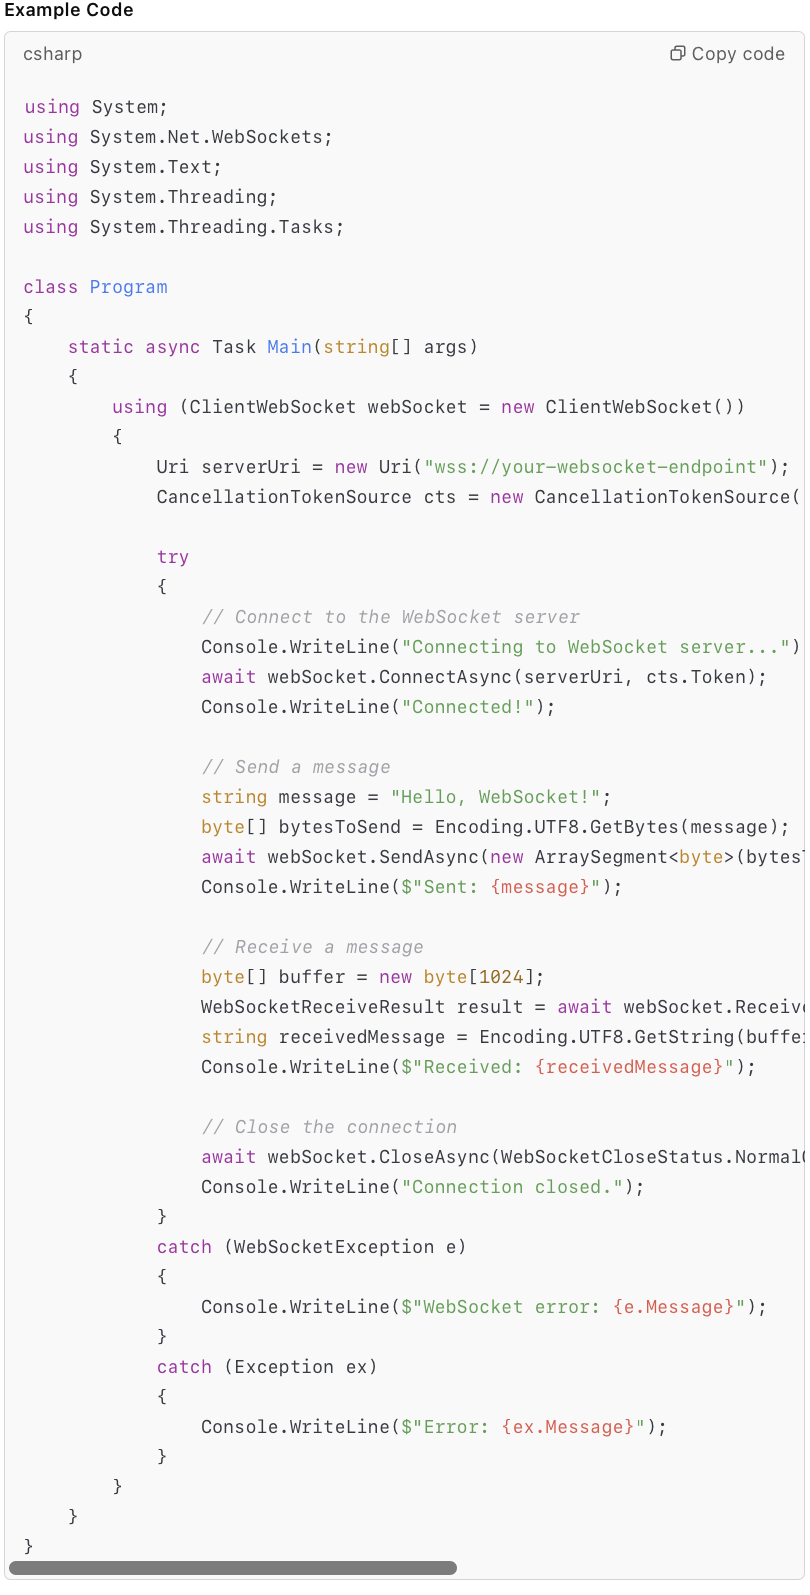 Example Code
csharp
Copy code
using System;
using System.Net.WebSockets;
using System.Text;
using System.Threading;
using System.Threading.Tasks;
class Program
{
    static async Task Main(string[] args)
    {
        using (ClientWebSocket webSocket = new ClientWebSocket())
        {
            Uri serverUri = new Uri("wss://your-websocket-endpoint");
            CancellationTokenSource cts = new CancellationTokenSource(
            try
            {
                // Connect to the WebSocket server
                Console.WriteLine("Connecting to WebSocket server...")
                await webSocket.ConnectAsync(serverUri, cts.Token);
                Console.WriteLine("Connected!");
                // Send a message
                string message = "Hello, WebSocket!";
                byte[] bytesToSend = Encoding.UTF8.GetBytes(message);
                await webSocket.SendAsync(new ArraySegment<byte>(bytesT
                Console.WriteLine($"Sent: {message}");
                // Receive a message
                byte[] buffer = new byte[1024];
                WebSocketReceiveResult result = await webSocket.Receive
                string receivedMessage = Encoding.UTF8.GetString(buffer
                Console.WriteLine($"Received: {receivedMessage}");
                // Close the connection
                await webSocket.CloseAsync(WebSocketCloseStatus.NormalC
                Console.WriteLine("Connection closed.");
            }
            catch (WebSocketException e)
            {
                Console.WriteLine($"WebSocket error: {e.Message}");
            }
            catch (Exception ex)
            {
                Console.WriteLine($"Error: {ex.Message}");
            }
        }
    }
}